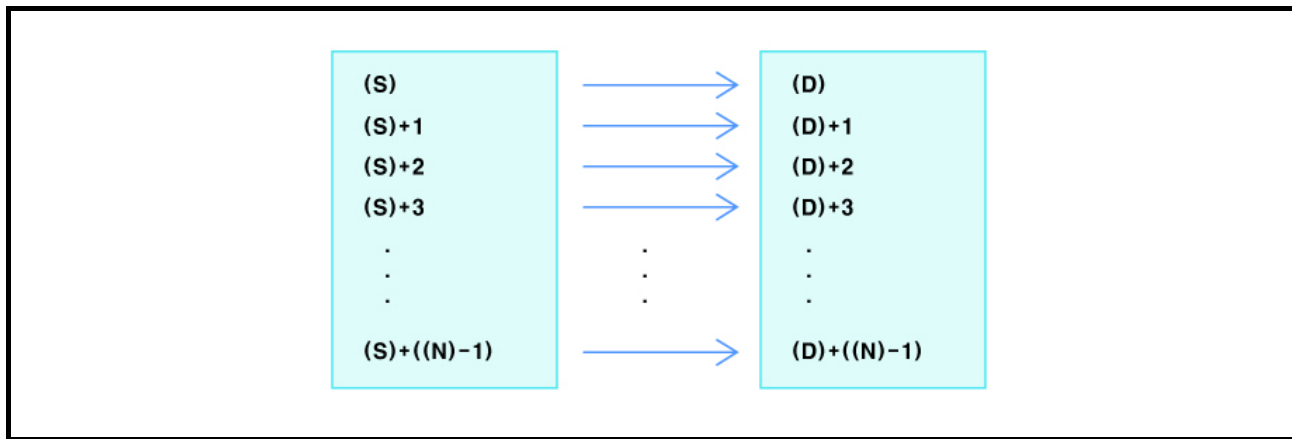 (S) (D)
(S)+1 (D)+1
(S)+2 (D)+2
(S)+3 (D)+3
. . .
. . .
. . .
(S)+((N)-1) (D)+((N)-1)